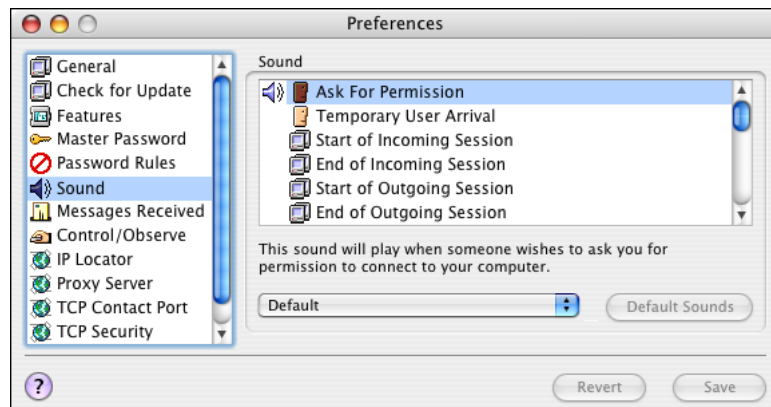 Preferences
General
Check for Update
Features
Master Password
Password Rules
Sound
Messages Received
Control/Observe
IP Locator
Proxy Server
TCP Contact Port
TCP Security
Sound
Ask For Permission
Temporary User Arrival
Start of Incoming Session
End of Incoming Session
Start of Outgoing Session
End of Outgoing Session
This sound will play when someone wishes to ask you for
permission to connect to your computer.
Default
Default Sounds
?
Revert
Save